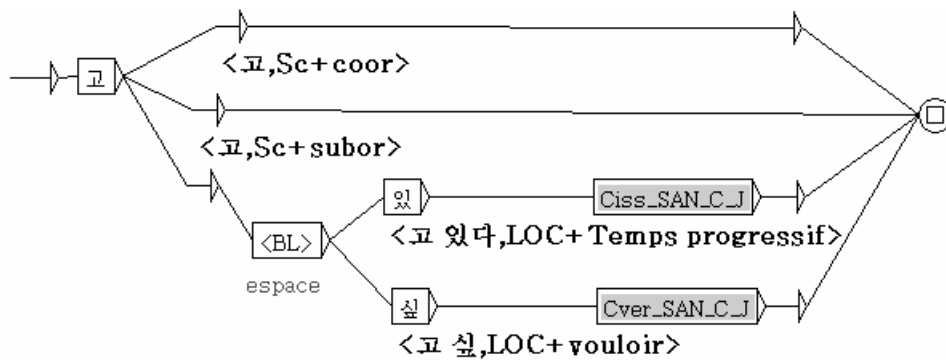 <고,Sc+coor>
고
<고,Sc+subor>
있 Ciss_SAN_C_J
<고 있다,LOC+Temps progressif>
<BL>
espace
싶 Cver_SAN_C_J
<고 싶,LOC+vouloir>